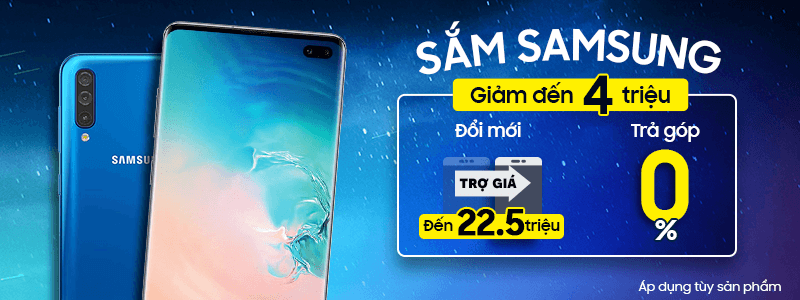 SAMSUNG
SẮM SAMSUNG
Giảm đến 4 triệu
Đổi mới
Trả góp
TRỢ GIÁ
Đến 22.5 triệu
0%
Áp dụng tùy sản phẩm